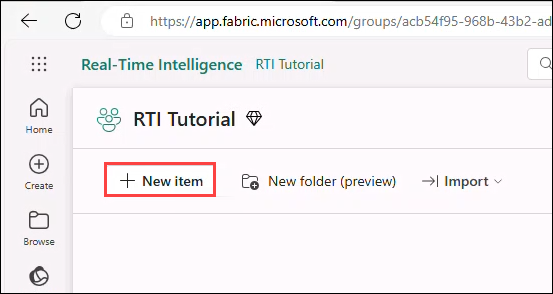 https://app.fabric.microsoft.com/groups/acb54f95-968b-43b2-ad
Real-Time Intelligence RTI Tutorial
RTI Tutorial
Home
New item New folder (preview) Import
Create
Browse